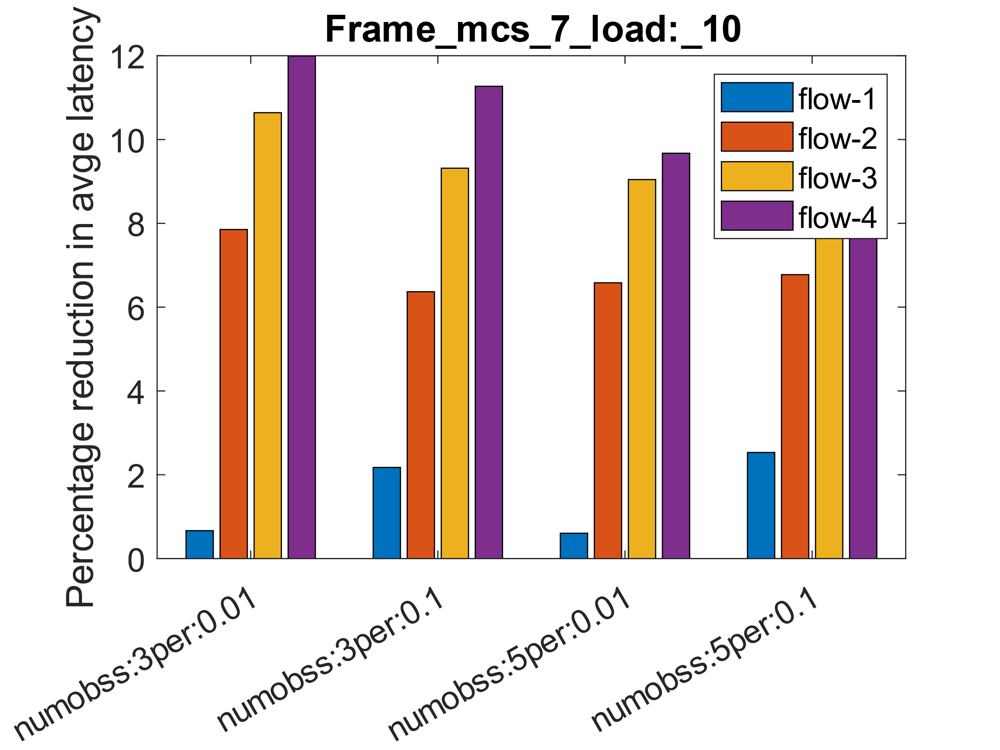 Frame_mcs_7_load:_10
Percentage reduction in avge latency
12
10
8
6
4
2
0
flow-1
flow-2
flow-3
flow-4
numobss:3per:0.01
numobss:3per:0.1
numobss:5per:0.01
numobss:5per:0.1